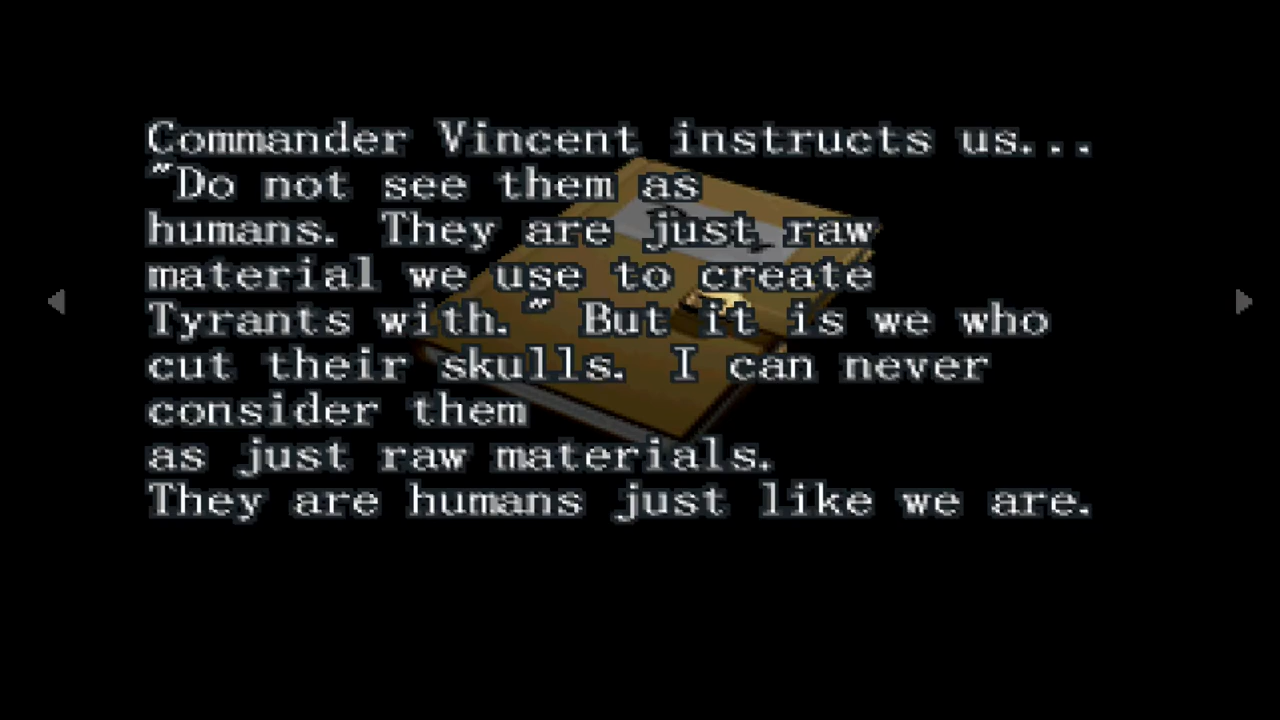 Commander Vincent instructs us...
"Do not see them as
humans. They are just raw
material we use to create
Tyrants with." But it is we who
cut their skulls. I can never
consider them
as just raw materials.
They are humans just like we are.